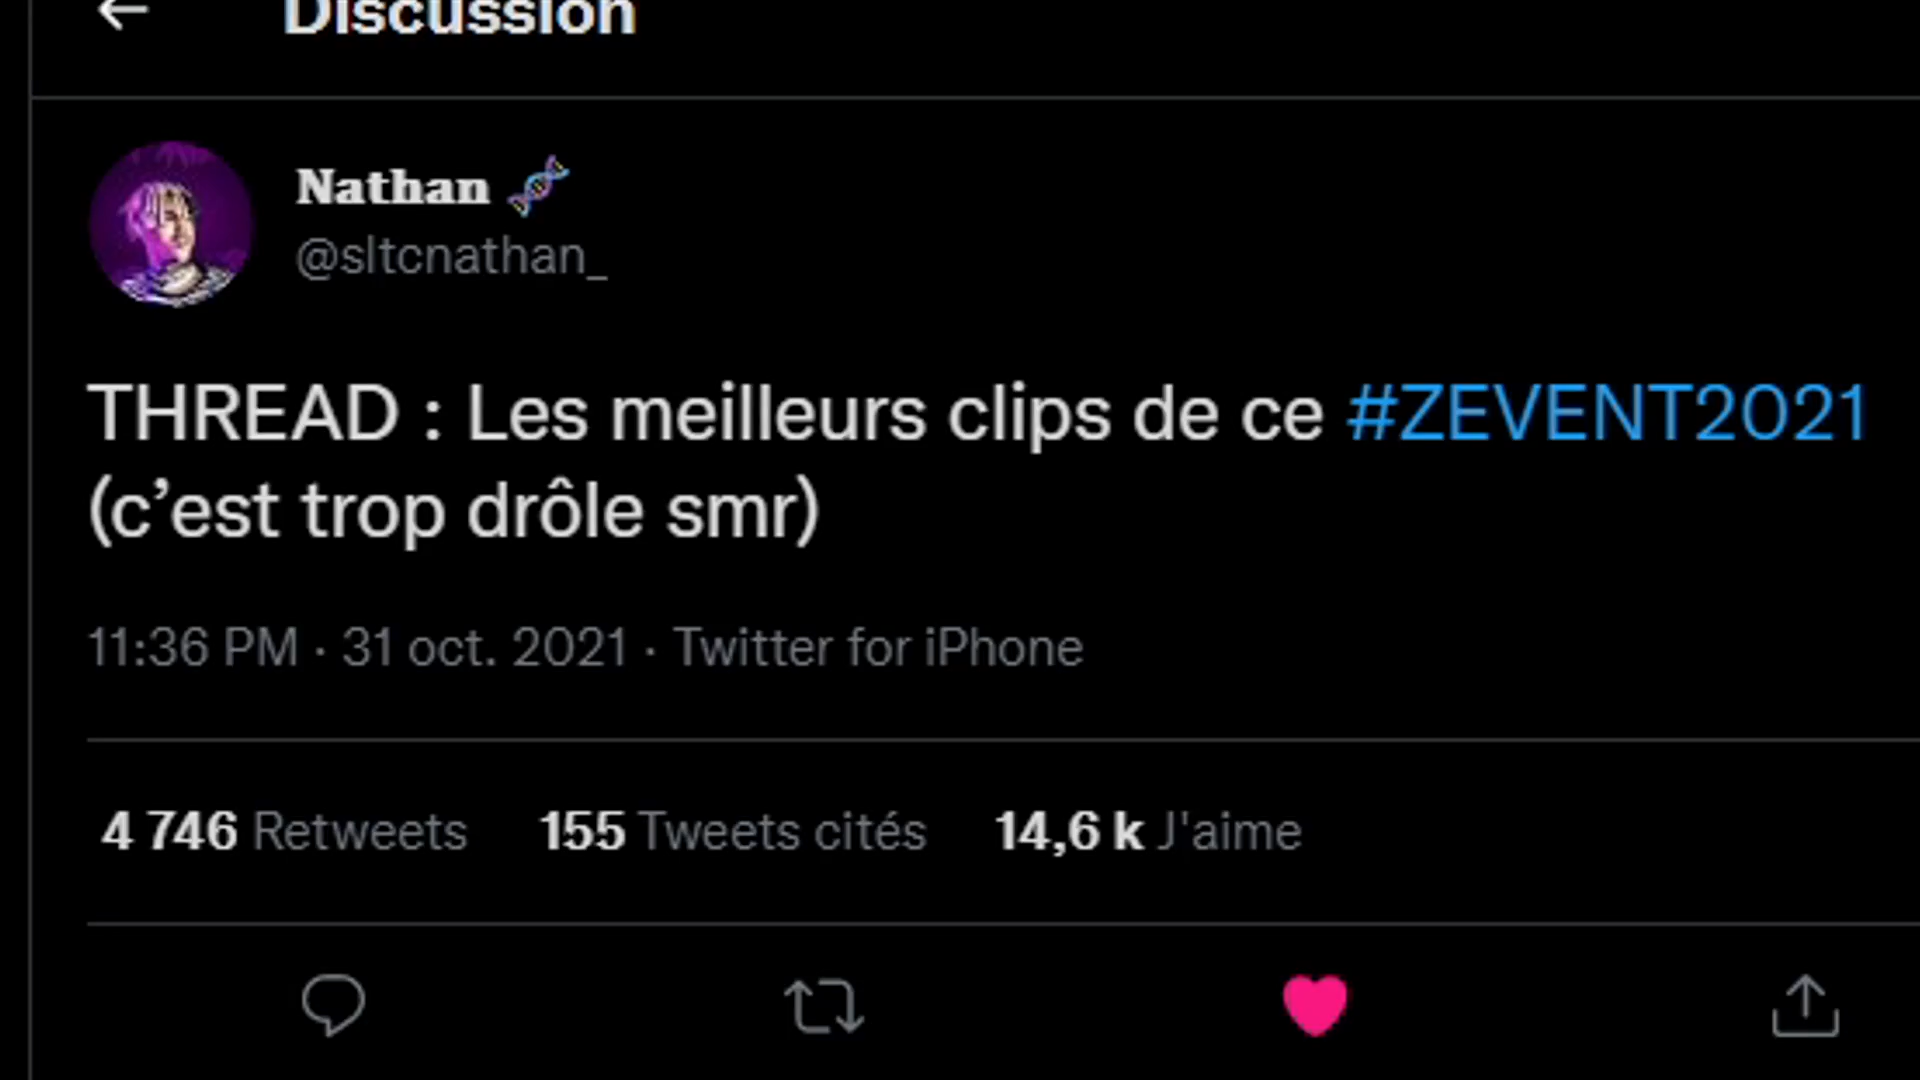 Discussion
Nathan 🧬
@sltcnathan_
THREAD : Les meilleurs clips de ce #ZEVENT2021
(c’est trop drôle smr)
11:36 PM · 31 oct. 2021 · Twitter for iPhone
4 746 Retweets 155 Tweets cités 14,6 k J'aime